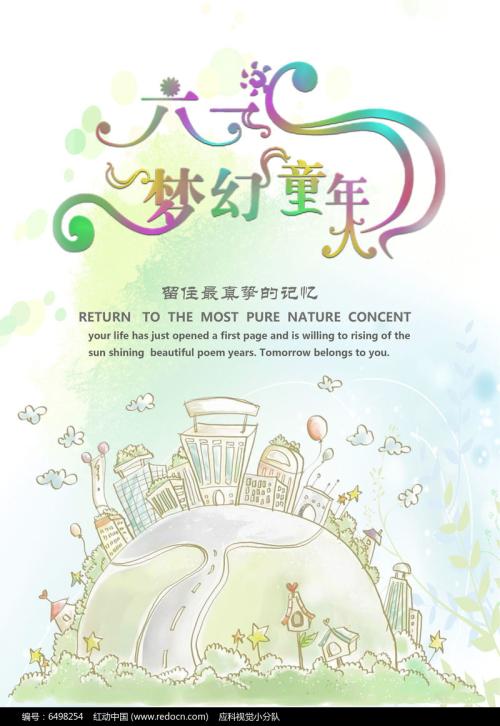 六一
梦幻童年
留住最真挚的记忆
RETURN TO THE MOST PURE NATURE CONCENT
your life has just opened a first page and is willing to rising of the
sun shining beautiful poem years. Tomorrow belongs to you.
编号：6498254 红动中国 (www.redocn.com) 应科视觉小分队